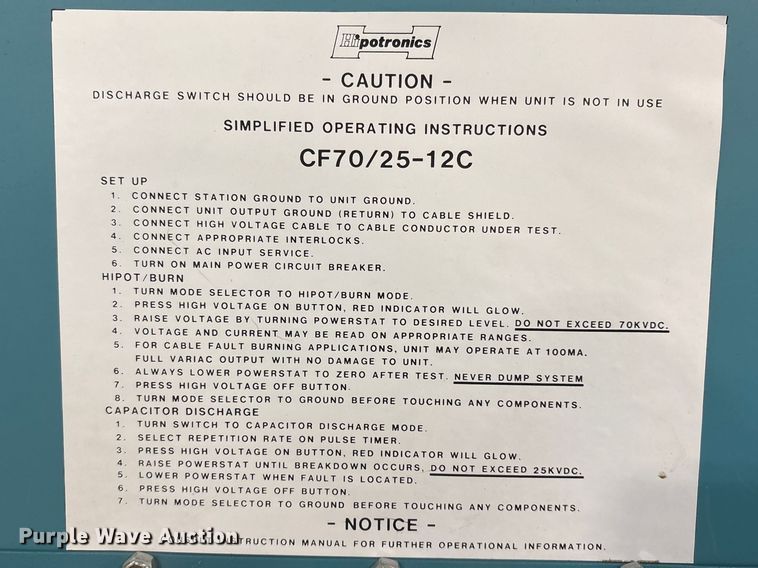 Hipotronics
- CAUTION -
DISCHARGE SWITCH SHOULD BE IN GROUND POSITION WHEN UNIT IS NOT IN USE
SIMPLIFIED OPERATING INSTRUCTIONS
CF70/25-12C
SET UP
1. CONNECT STATION GROUND TO UNIT GROUND.
2. CONNECT UNIT OUTPUT GROUND (RETURN) TO CABLE SHIELD.
3. CONNECT HIGH VOLTAGE CABLE TO CABLE CONDUCTOR UNDER TEST.
4. CONNECT APPROPRIATE INTERLOCKS.
5. CONNECT AC INPUT SERVICE.
6. TURN ON MAIN POWER CIRCUIT BREAKER.
HIPOT/BURN
1. TURN MODE SELECTOR TO HIPOT/BURN MODE.
2. PRESS HIGH VOLTAGE ON BUTTON, RED INDICATOR WILL GLOW.
3. RAISE VOLTAGE BY TURNING POWERSTAT TO DESIRED LEVEL. DO NOT EXCEED 70KVDC.
4. VOLTAGE AND CURRENT MAY BE READ ON APPROPRIATE RANGES.
5. FOR CABLE FAULT BURNING APPLICATIONS, UNIT MAY OPERATE AT 100MA.
FULL VARIAC OUTPUT WITH NO DAMAGE TO UNIT.
6. ALWAYS LOWER POWERSTAT TO ZERO AFTER TEST. NEVER DUMP SYSTEM
7. PRESS HIGH VOLTAGE OFF BUTTON.
8. TURN MODE SELECTOR TO GROUND BEFORE TOUCHING ANY COMPONENTS.
CAPACITOR DISCHARGE
1. TURN SWITCH TO CAPACITOR DISCHARGE MODE.
2. SELECT REPETITION RATE ON PULSE TIMER.
3. PRESS HIGH VOLTAGE ON BUTTON, RED INDICATOR WILL GLOW.
4. RAISE POWERSTAT UNTIL BREAKDOWN OCCURS, DO NOT EXCEED 25KVDC.
5. LOWER POWERSTAT WHEN FAULT IS LOCATED.
6. PRESS HIGH VOLTAGE OFF BUTTON.
7. TURN MODE SELECTOR TO GROUND BEFORE TOUCHING ANY COMPONENTS.
- NOTICE -
Purple Wave Auction
INSTRUCTION MANUAL FOR FURTHER OPERATIONAL INFORMATION.